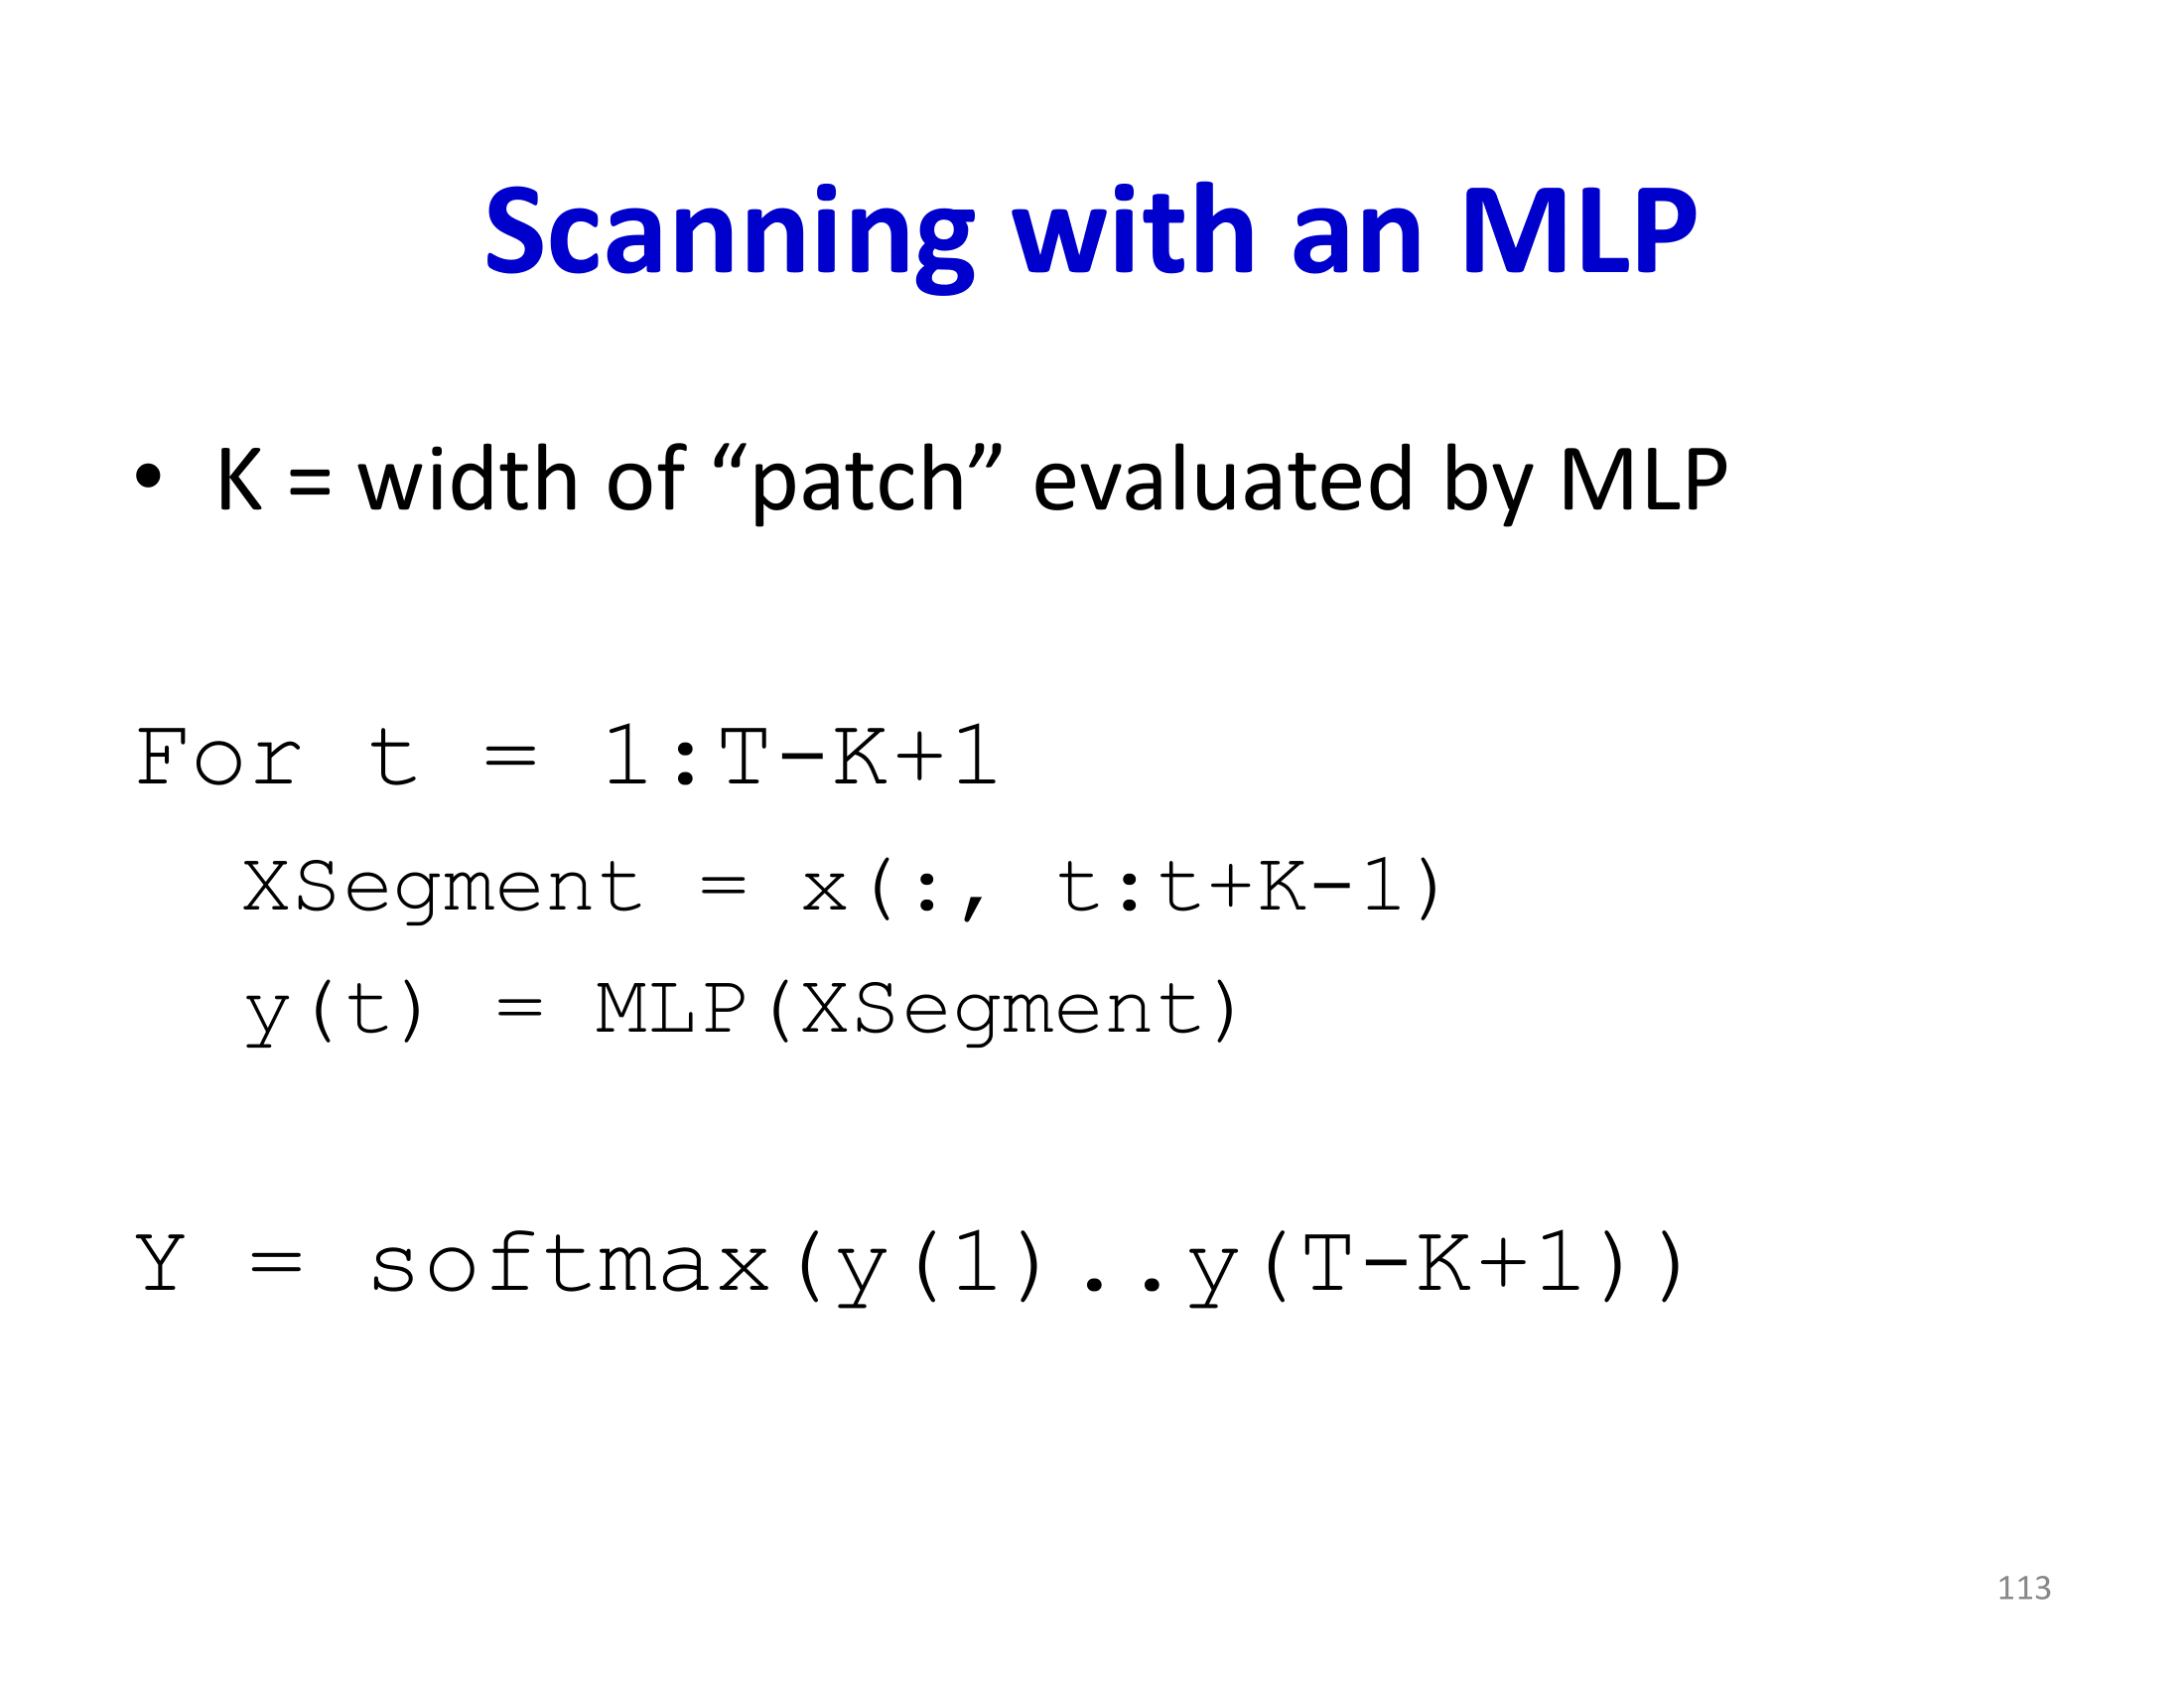 Scanning with an MLP
• K = width of “patch” evaluated by MLP
For t = 1:T-K+1
XSegment = x(:, t:t+K-1)
y(t) = MLP(XSegment)
Y = softmax(y(1)..y(T-K+1))
113